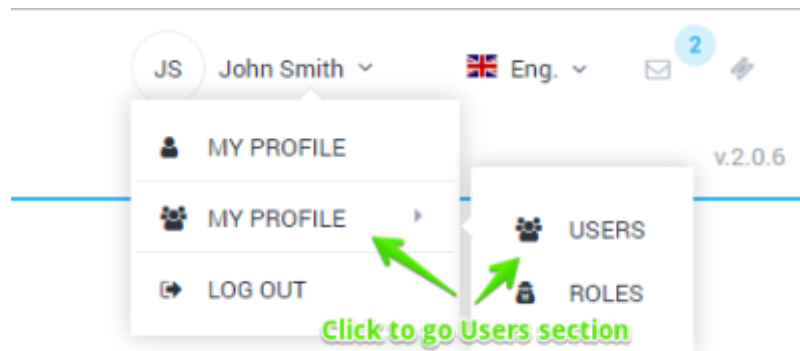 JS John Smith Eng. 2
v.2.0.6
MY PROFILE
MY PROFILE
LOG OUT
USERS
ROLES
Click to go Users section